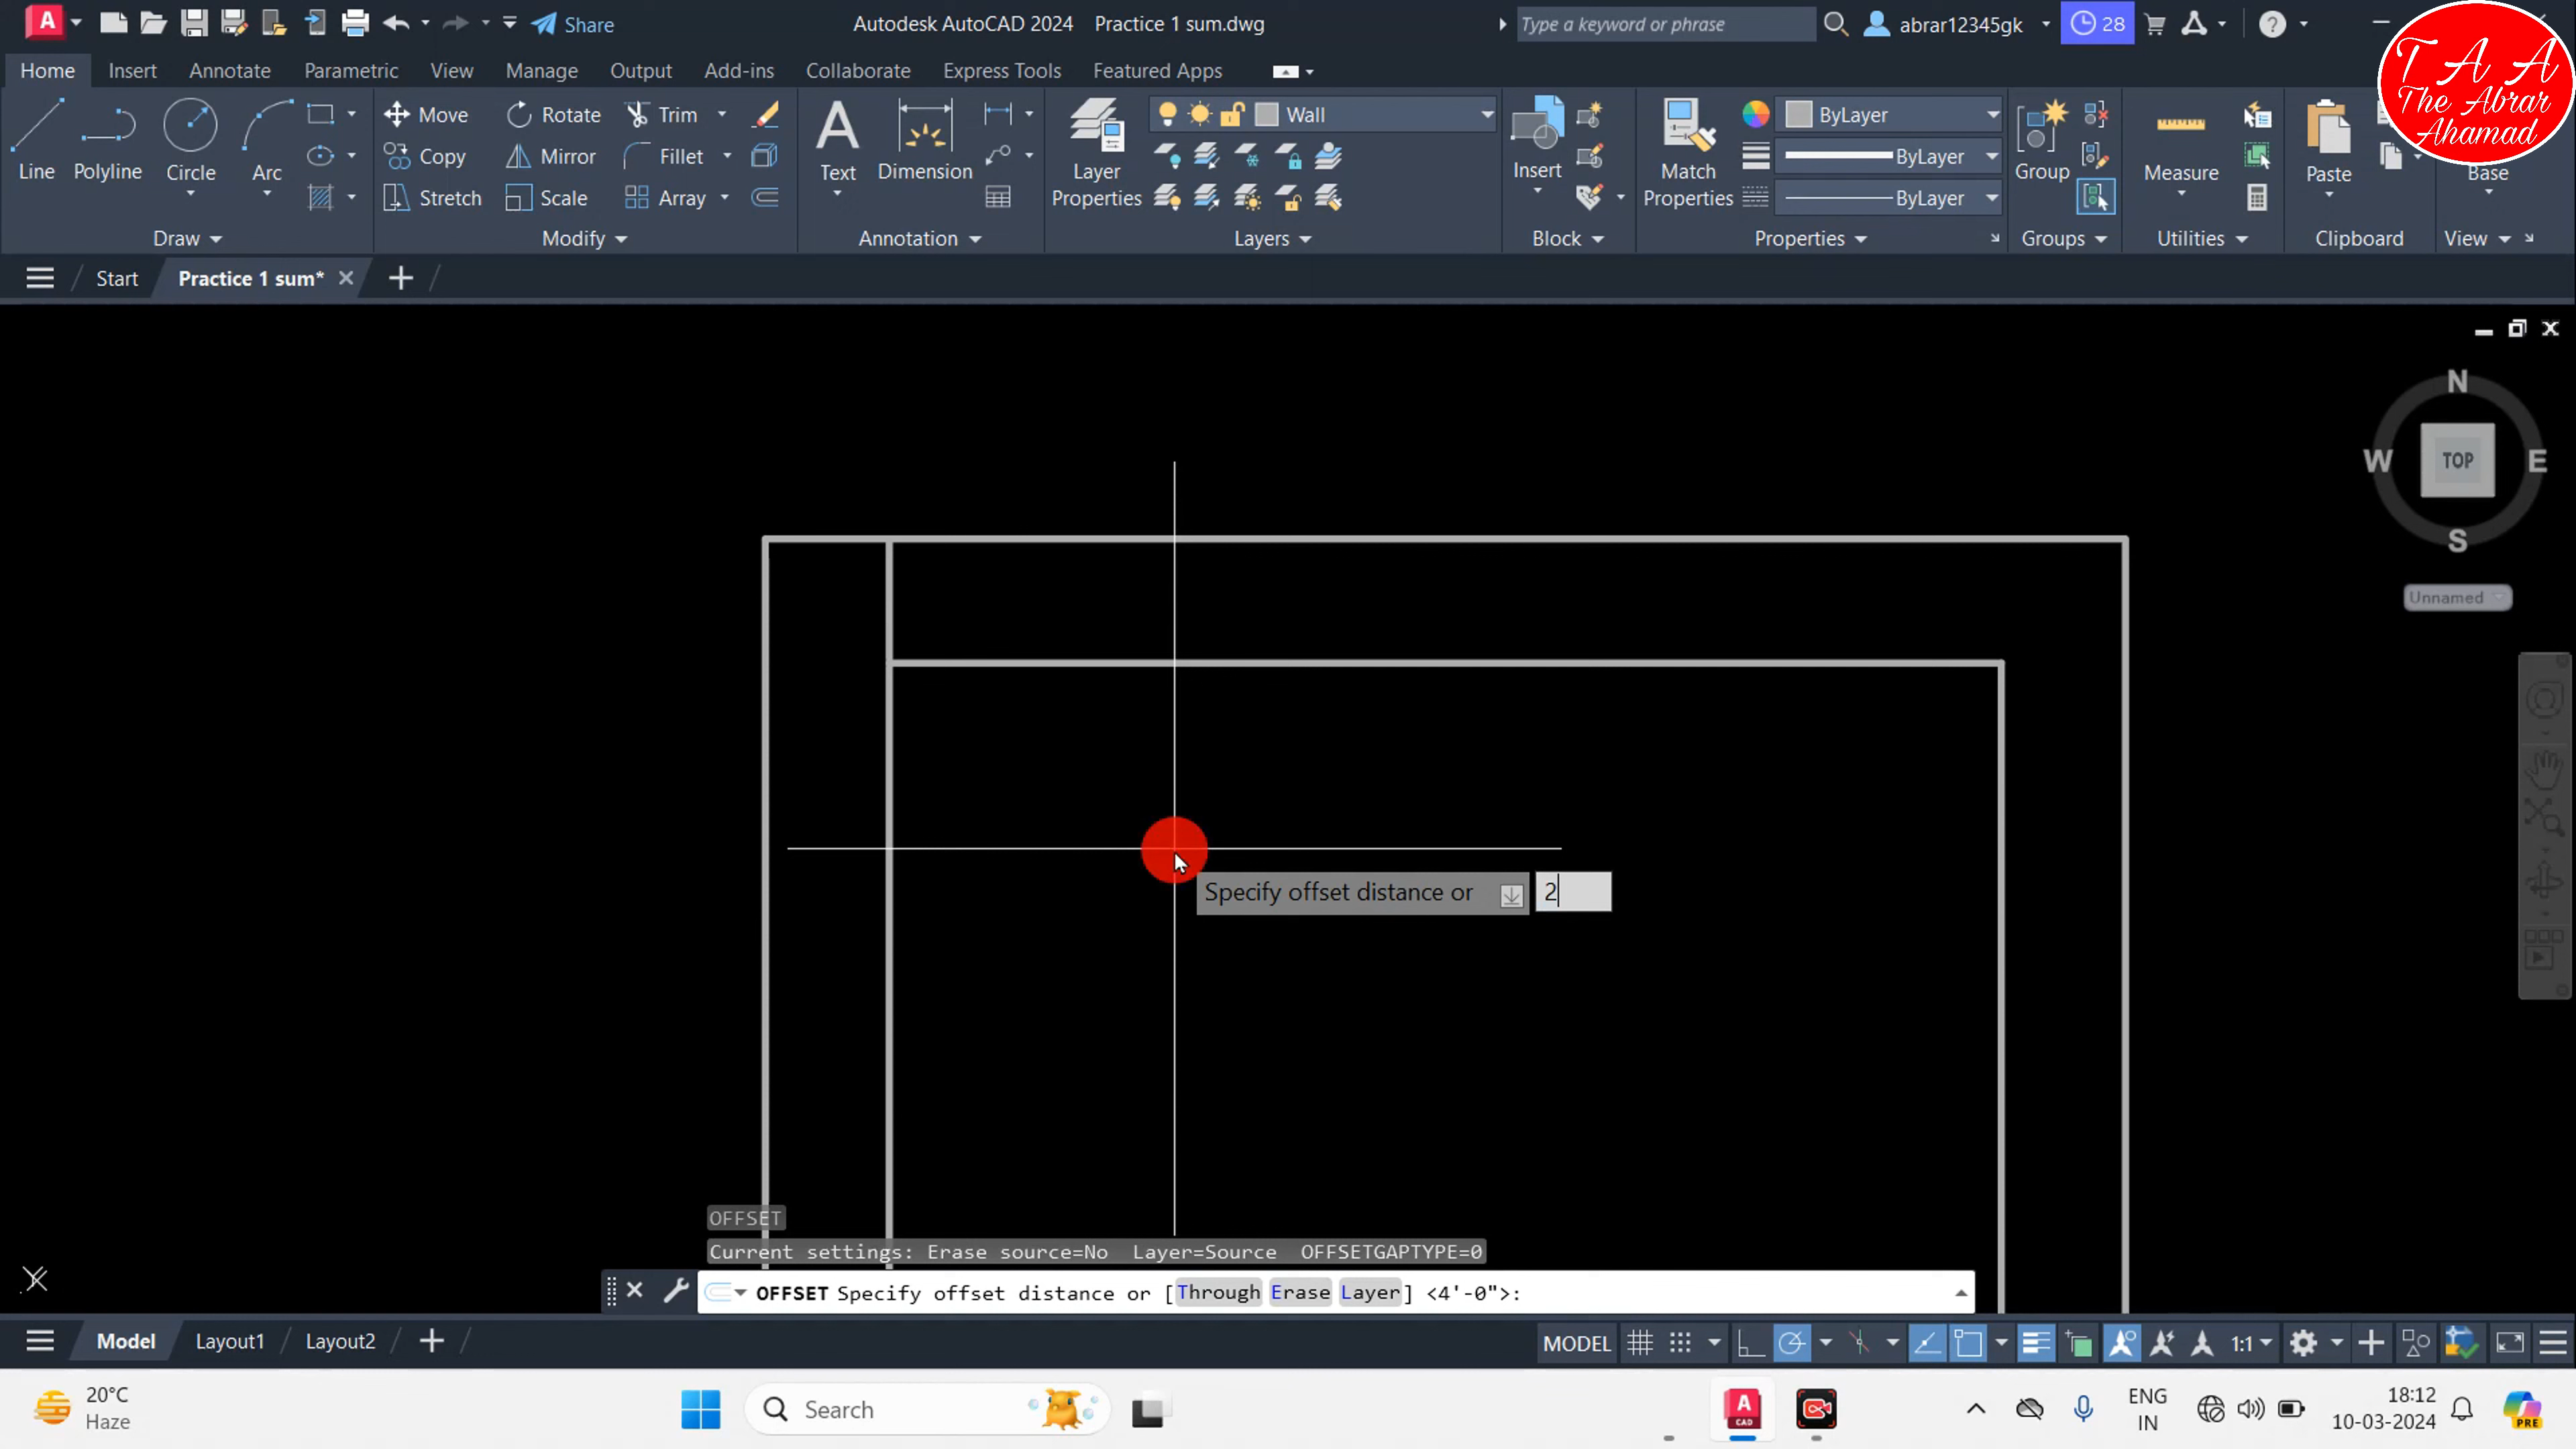 A Share Autodesk AutoCAD 2024 Practice 1 sum.dwg Type a keyword or phrase abrar12345gk 28
Home Insert Annotate Parametric View Manage Output Add-ins Collaborate Express Tools Featured Apps
T A A
The Abrar
Ahamad
Line Polyline Circle Arc
Draw
Move Rotate Trim
Copy Mirror Fillet
Stretch Scale Array
Modify
A
Text Dimension
Annotation
Layer
Properties
Wall
Layers
Insert
Block
Match
Properties
ByLayer
ByLayer
ByLayer
Properties
Group
Groups
Measure
Utilities
Paste
Clipboard
Base
View
Start Practice 1 sum*
N
W TOP E
S
Unnamed
Specify offset distance or 2
OFFSET
Current settings: Erase source=No Layer=Source OFFSETGAPTYPE=0
OFFSET Specify offset distance or [Through Erase Layer] <4'-0">:
Model Layout1 Layout2 MODEL 1:1
20°C
Haze
Search
A
CAD
ENG
IN
18:12
10-03-2024
PRE